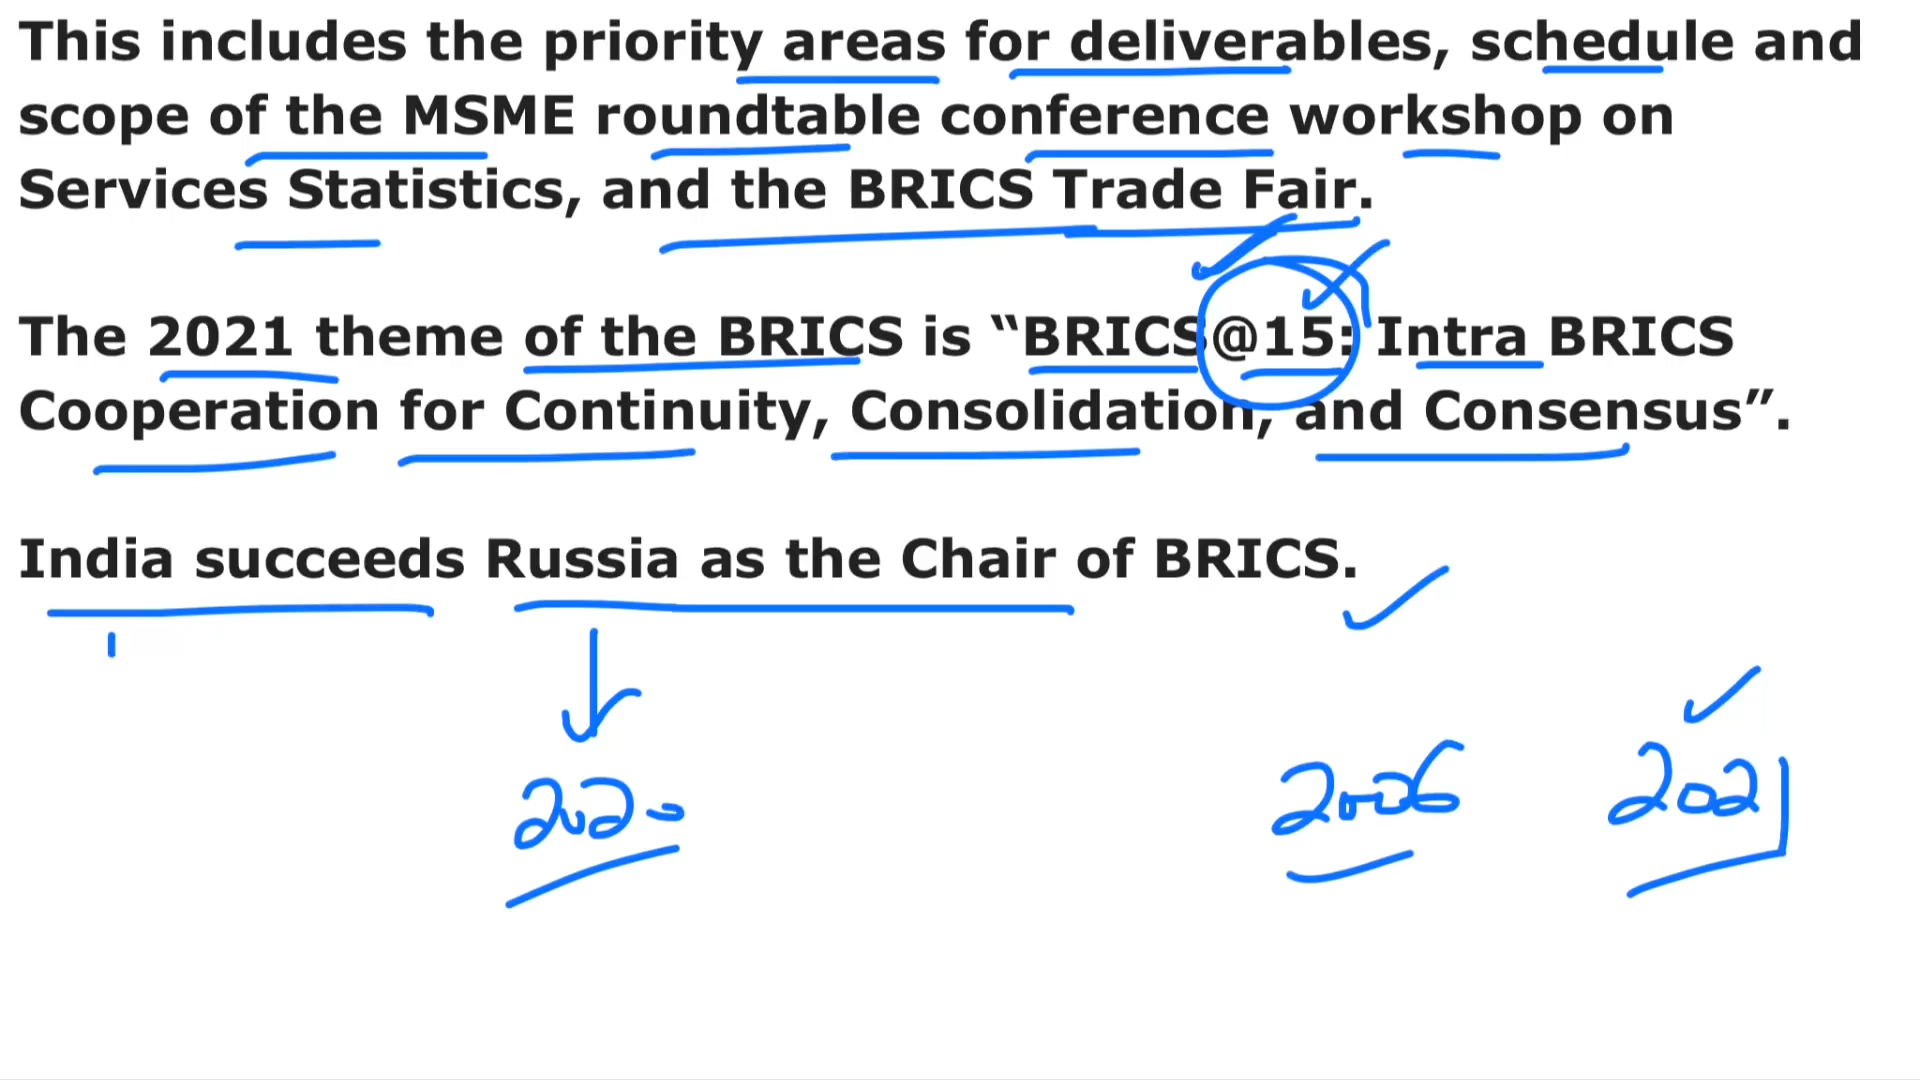 This includes the priority areas for deliverables, schedule and
scope of the MSME roundtable conference workshop on
Services Statistics, and the BRICS Trade Fair.
The 2021 theme of the BRICS is “BRICS@15: Intra BRICS
Cooperation for Continuity, Consolidation, and Consensus”.
India succeeds Russia as the Chair of BRICS.
2020 2006 2021